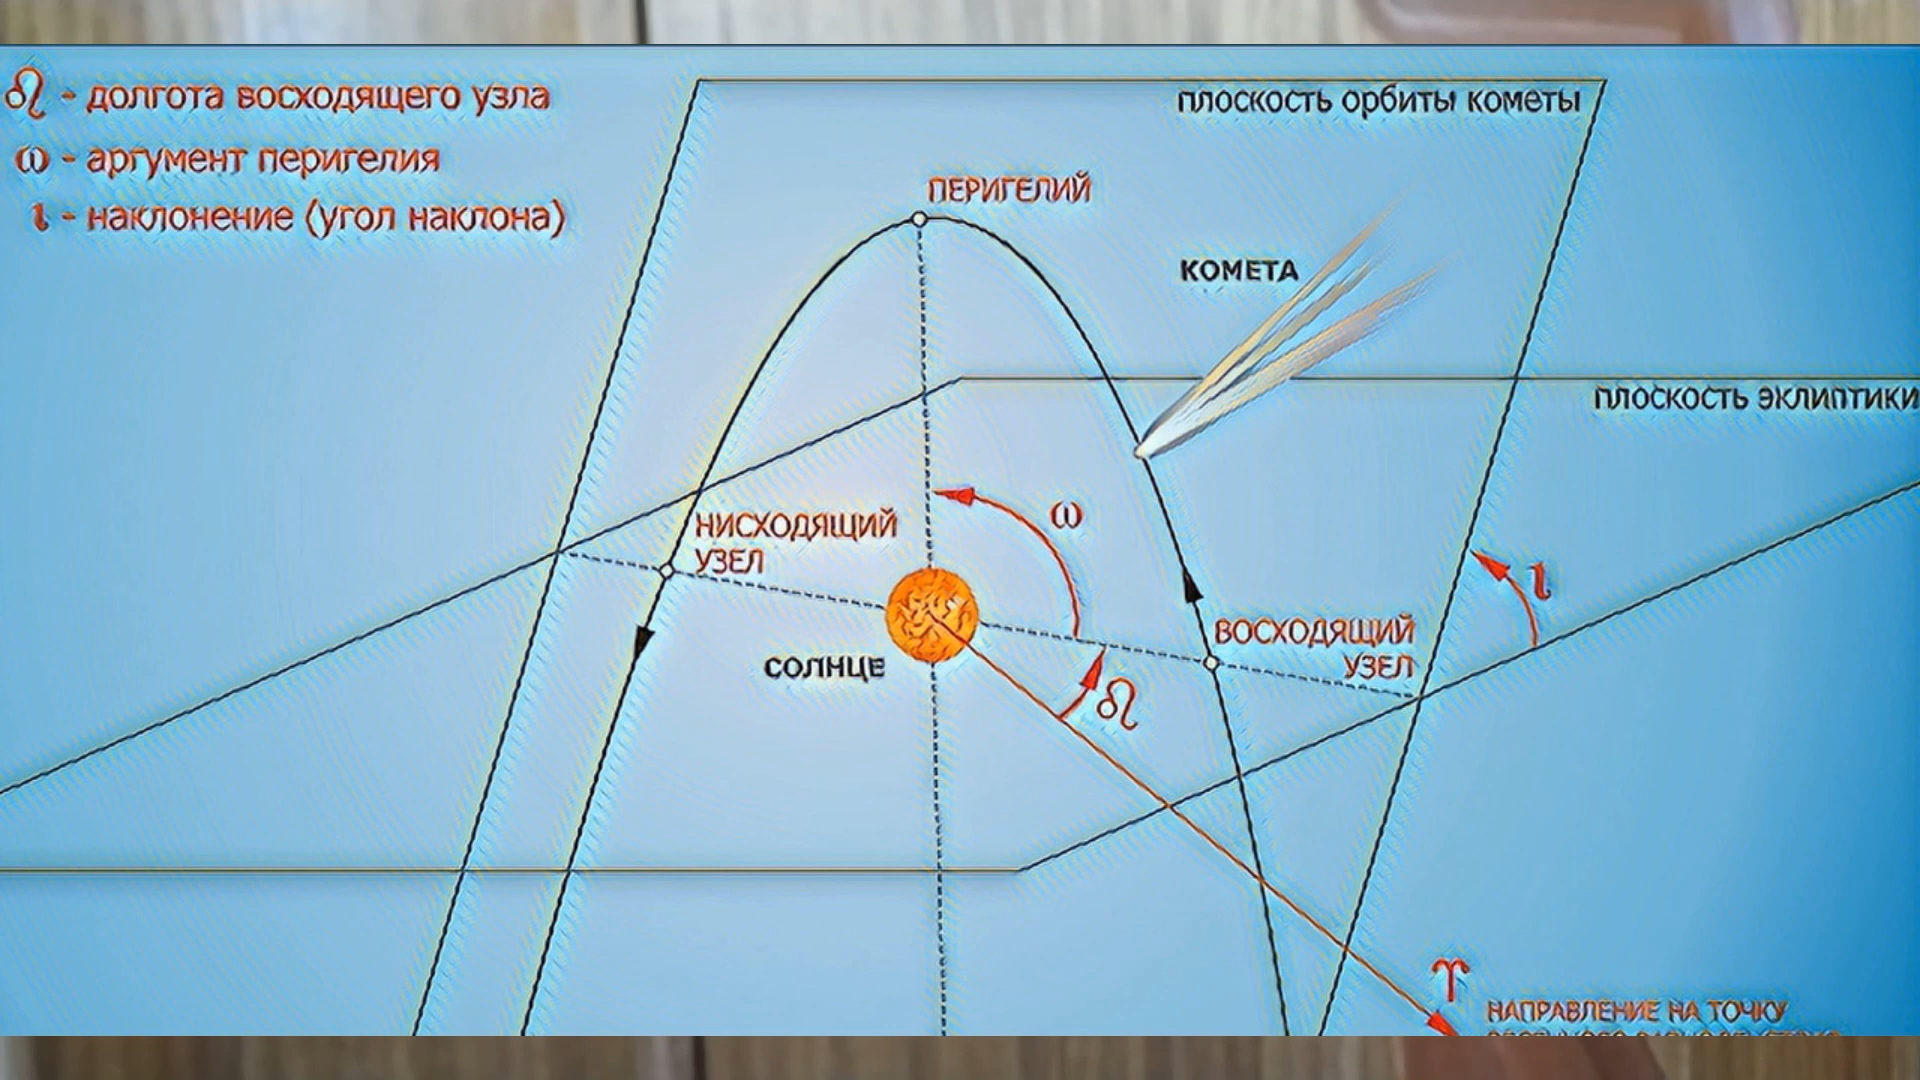 ☊ - долгота восходящего узла
ω - аргумент перигелия
ι - наклонение (угол наклона)
ПЛОСКОСТЬ ОРБИТЫ КОМЕТЫ
ПЕРИГЕЛИЙ
КОМЕТА
ПЛОСКОСТЬ ЭКЛИПТИКИ
НИСХОДЯЩИЙ
УЗЕЛ
ω
ι
ВОСХОДЯЩИЙ
УЗЕЛ
СОЛНЦЕ
☊
♈
НАПРАВЛЕНИЕ НА ТОЧКУ